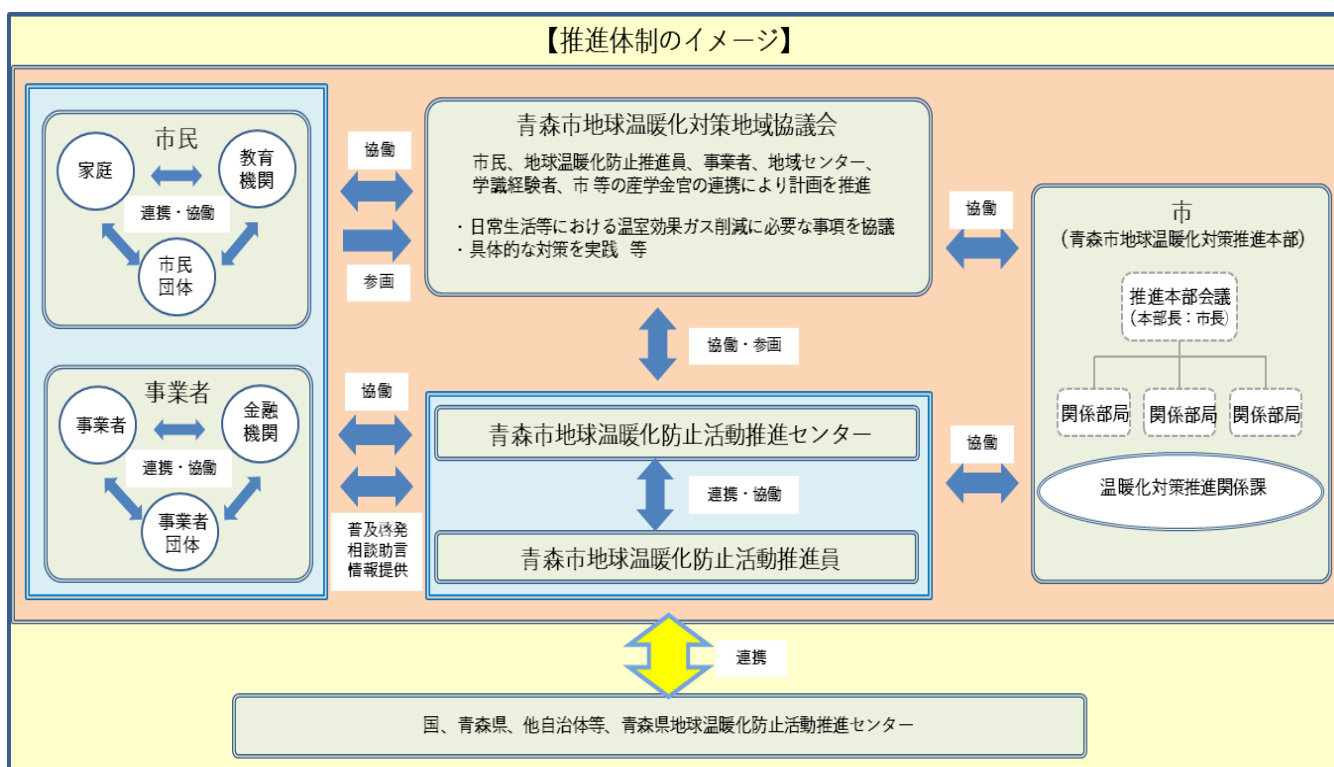 【推進体制のイメージ】
市民
家庭
教育
機関
連携・協働
市民
団体
事業者
事業者
金融
機関
連携・協働
事業者
団体
協働
参画
協働
普及啓発
相談助言
情報提供
青森市地球温暖化対策地域協議会
市民、地球温暖化防止推進員、事業者、地域センター、
学識経験者、市 等の産学金官の連携により計画を推進
・日常生活等における温室効果ガス削減に必要な事項を協議
・具体的な対策を実践 等
協働・参画
青森市地球温暖化防止活動推進センター
連携・協働
青森市地球温暖化防止活動推進員
協働
協働
市
(青森市地球温暖化対策推進本部)
推進本部会議
(本部長：市長)
関係部局
関係部局
関係部局
温暖化対策推進関係課
連携
国、青森県、他自治体等、青森県地球温暖化防止活動推進センター